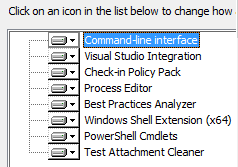 Click on an icon in the list below to change how
Command-line interface
Visual Studio Integration
Check-in Policy Pack
Process Editor
Best Practices Analyzer
Windows Shell Extension (x64)
PowerShell Cmdlets
Test Attachment Cleaner